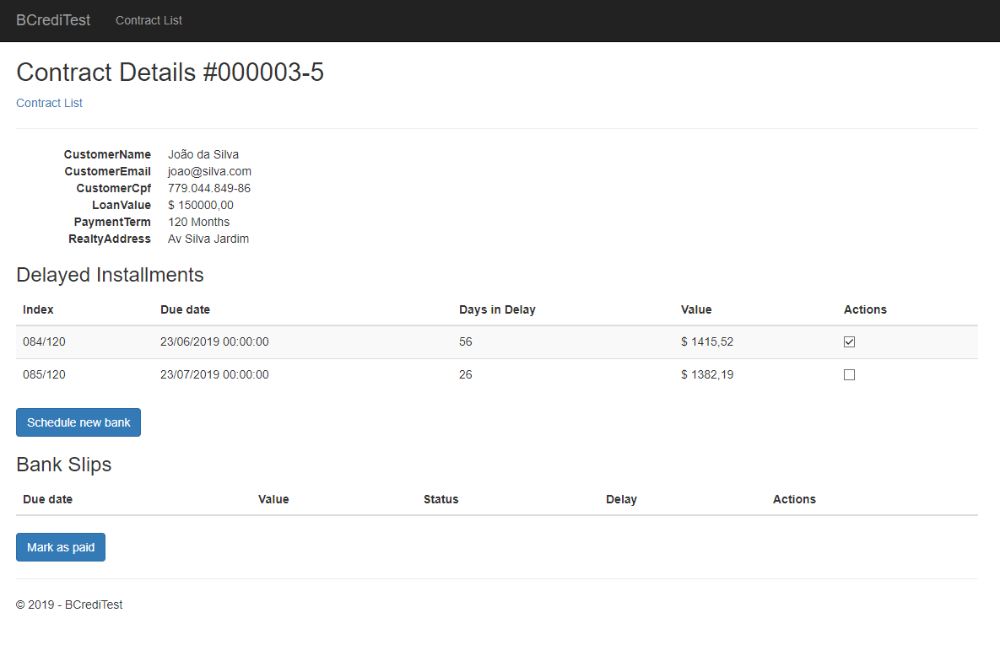 BCrediTest Contract List
Contract Details #000003-5
Contract List
CustomerName João da Silva
CustomerEmail joao@silva.com
CustomerCpf 779.044.849-86
LoanValue $ 150000,00
PaymentTerm 120 Months
RealtyAddress Av Silva Jardim
Delayed Installments
Index Due date Days in Delay Value Actions
084/120 23/06/2019 00:00:00 56 $ 1415,52
085/120 23/07/2019 00:00:00 26 $ 1382,19
Schedule new bank
Bank Slips
Due date Value Status Delay Actions
Mark as paid
© 2019 - BCrediTest